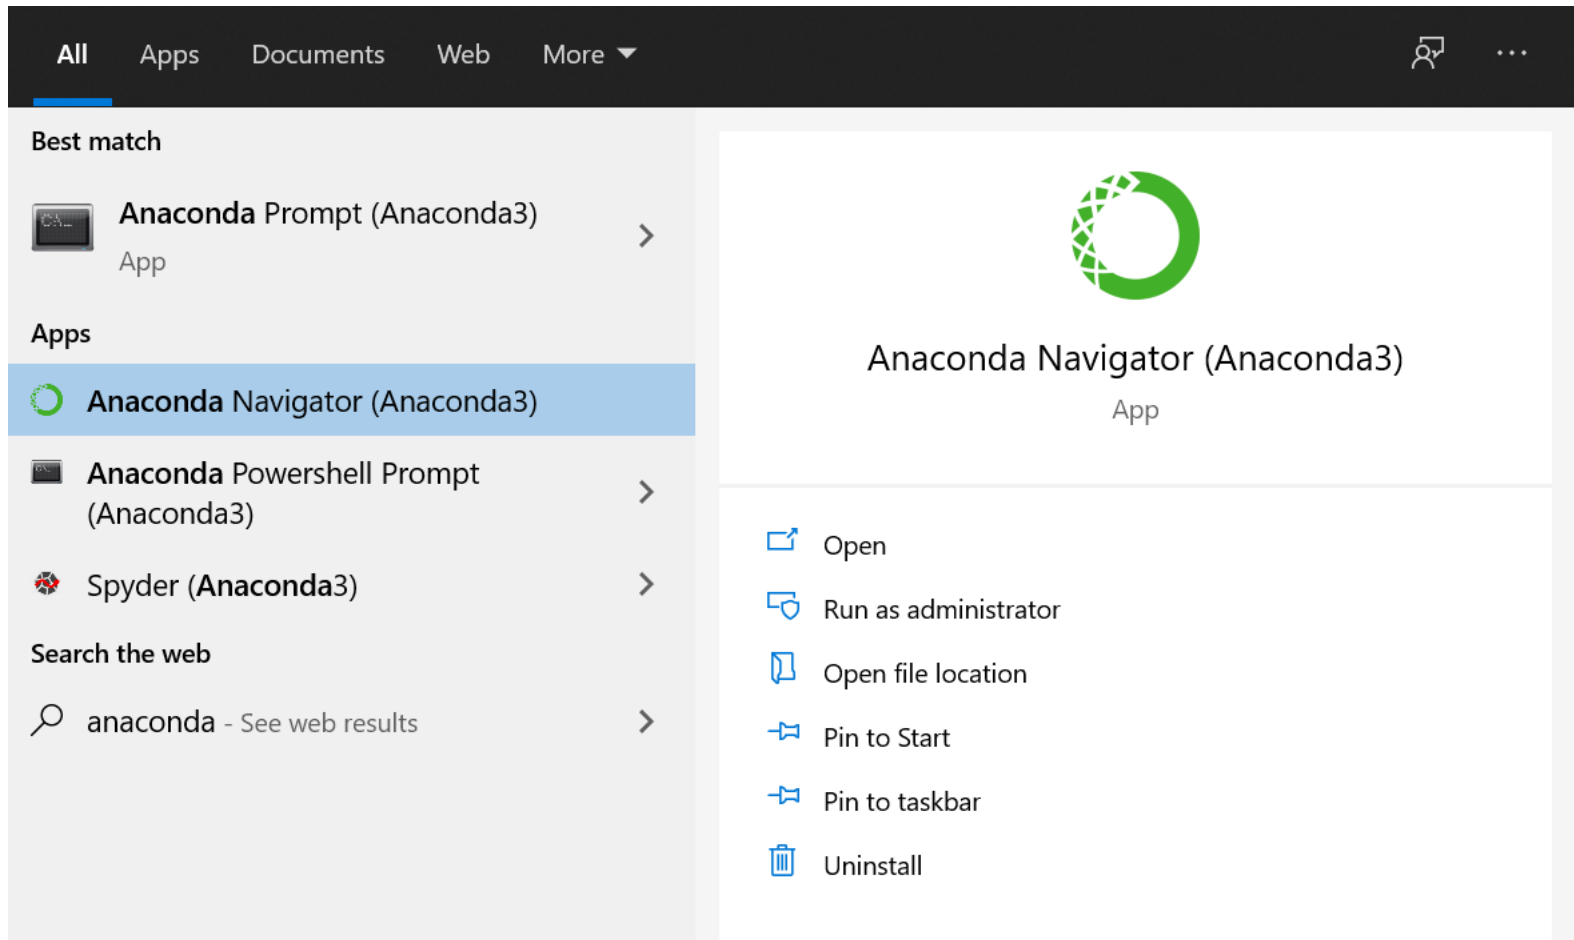 All Apps Documents Web More
Best match
Anaconda Prompt (Anaconda3)
App
Apps
Anaconda Navigator (Anaconda3)
Anaconda Powershell Prompt
(Anaconda3)
Spyder (Anaconda3)
Search the web
anaconda - See web results
Anaconda Navigator (Anaconda3)
App
Open
Run as administrator
Open file location
Pin to Start
Pin to taskbar
Uninstall